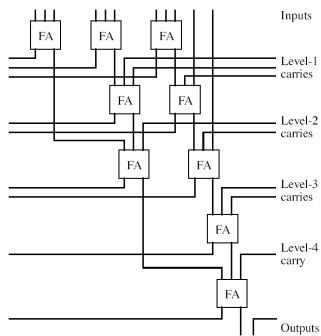 Inputs
FA FA FA
Level-1
carries
FA FA
Level-2
carries
FA FA
Level-3
carries
FA
Level-4
carry
FA
Outputs